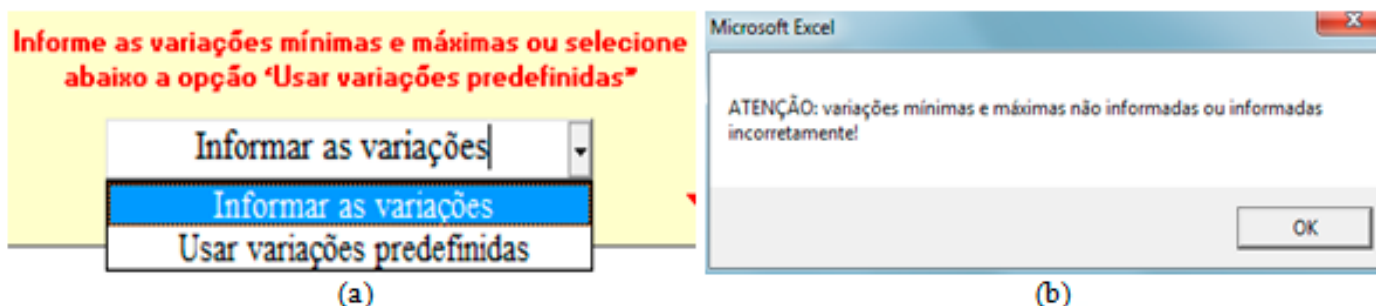 Informe as variações mínimas e máximas ou selecione
abaixo a opção ‘Usar variações predefinidas”
Informar as variações
Informar as variações
Usar variações predefinidas
(a)
Microsoft Excel
x
ATENÇÃO: variações mínimas e máximas não informadas ou informadas
incorretamente!
OK
(b)